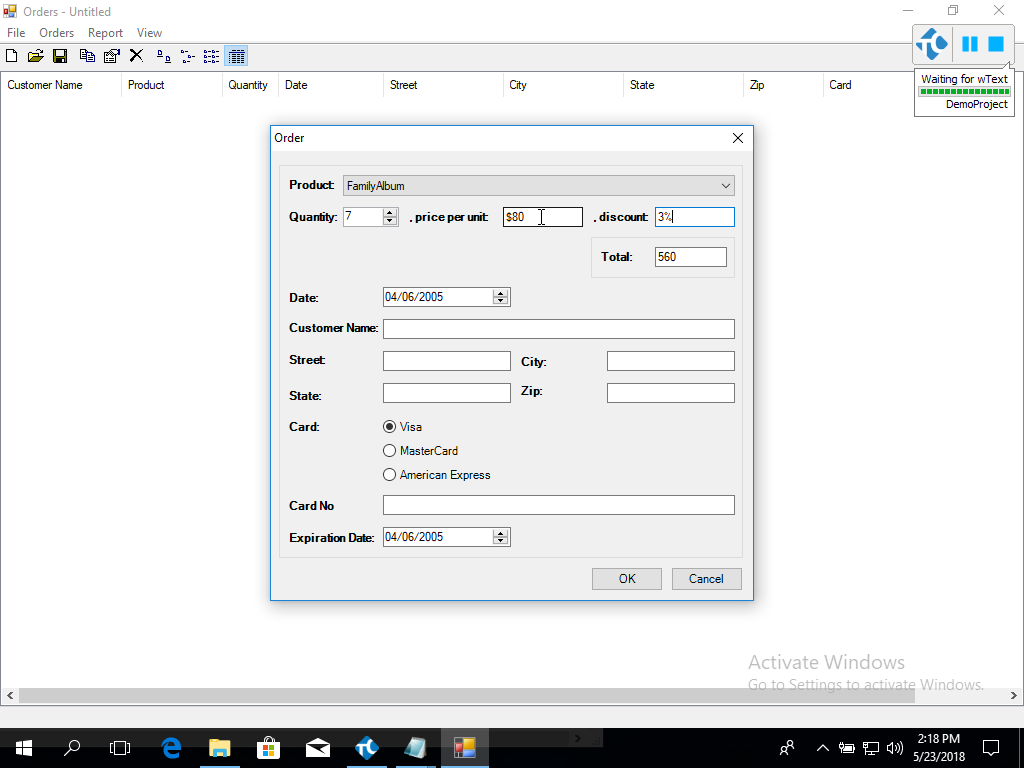 Orders - Untitled
File Orders Report View
Customer Name Product Quantity Date Street City State Zip Card
Waiting for wText
DemoProject
Order
Product: FamilyAlbum
Quantity: 7 , price per unit: $80 , discount: 3%
Total: 560
Date: 04/06/2005
Customer Name:
Street: City:
State: Zip:
Card: Visa
MasterCard
American Express
Card No
Expiration Date: 04/06/2005
OK Cancel
Activate Windows
Go to Settings to activate Windows.
2:18 PM
5/23/2018